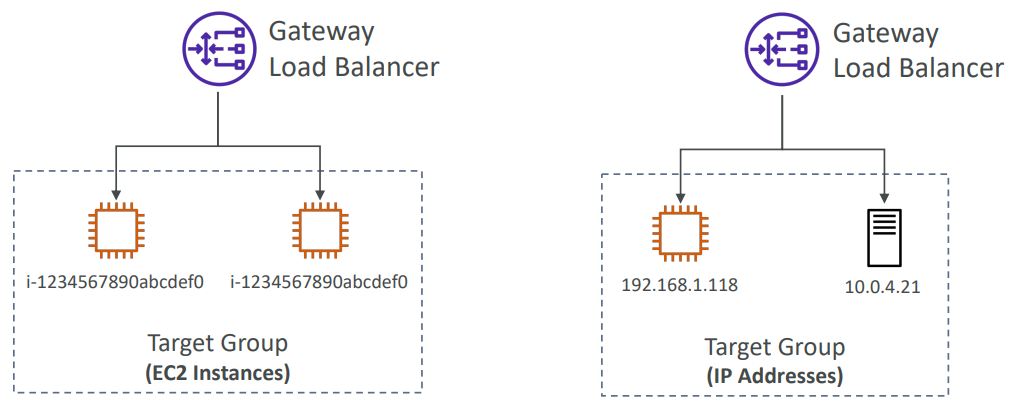 Gateway
Load Balancer
i-1234567890abcdef0
i-1234567890abcdef0
Target Group
(EC2 Instances)
Gateway
Load Balancer
192.168.1.118
10.0.4.21
Target Group
(IP Addresses)